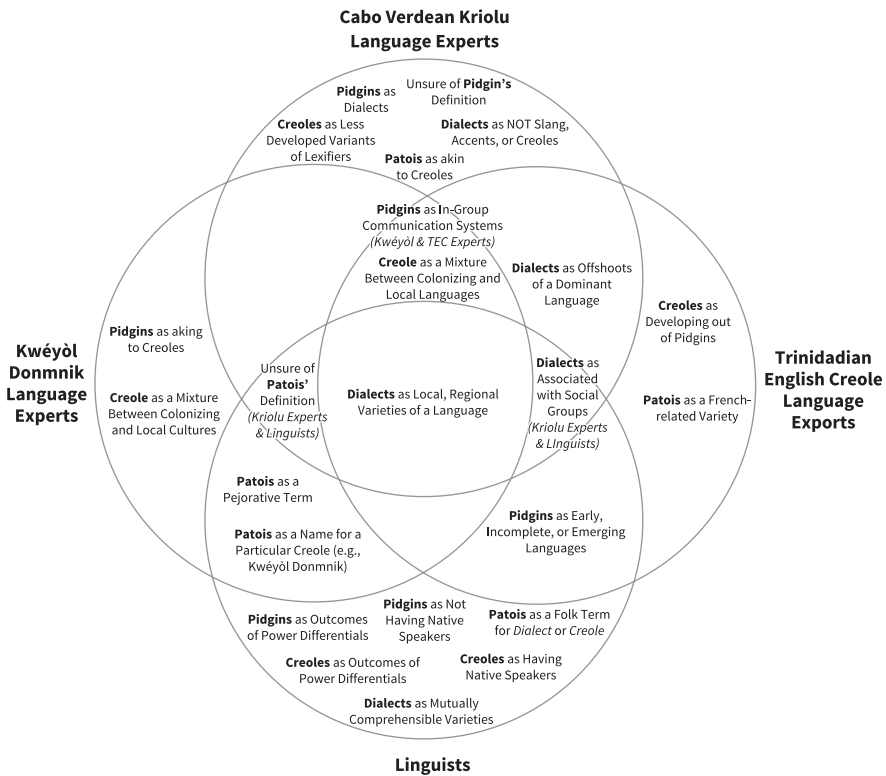 Cabo Verdean Kriolu
Language Experts
Pidgins as
Dialects
Unsure of Pidgin's
Definition
Creoles as Less
Developed Variants
of Lexifiers
Dialects as NOT Slang,
Accents, or Creoles
Patois as akin
to Creoles
Pidgins as In-Group
Communication Systems
(Kwéyòl & TEC Experts)
Creole as a Mixture
Between Colonizing and
Local Languages
Dialects as Offshoots
of a Dominant
Language
Kwéyòl
Donmnik
Language
Experts
Pidgins as aking
to Creoles
Creole as a Mixture
Between Colonizing
and Local Cultures
Unsure of
Patois'
Definition
(Kriolu Experts
& Linguists)
Dialects as Local, Regional
Varieties of a Language
Dialects as
Associated
with Social
Groups
(Kriolu Experts
& LInguists)
Creoles as
Developing out
of Pidgins
Patois as a French-
related Variety
Trinidadian
English Creole
Language
Exports
Patois as a
Pejorative Term
Patois as a Name for a
Particular Creole (e.g.,
Kwéyòl Donmnik)
Pidgins as Early,
Incomplete, or Emerging
Languages
Pidgins as Outcomes
of Power Differentials
Pidgins as Not
Having Native
Speakers
Patois as a Folk Term
for Dialect or Creole
Creoles as Outcomes of
Power Differentials
Creoles as Having
Native Speakers
Dialects as Mutually
Comprehensible Varieties
Linguists